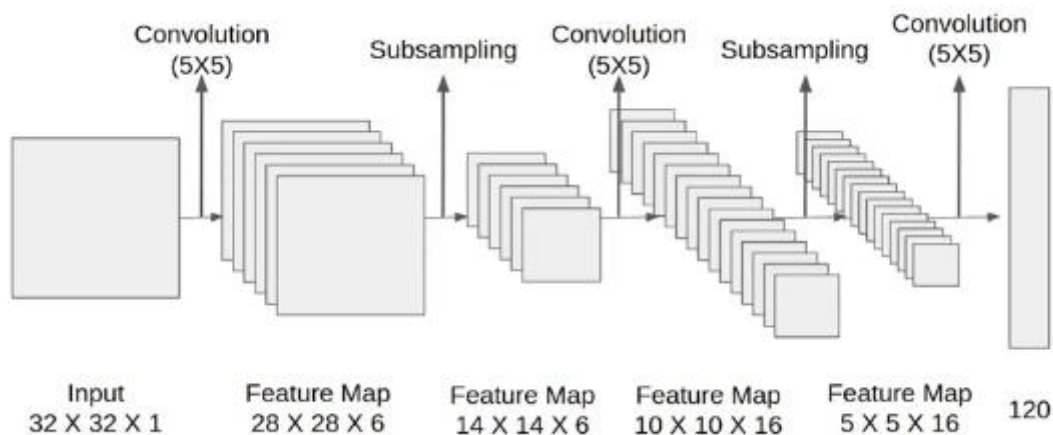 Convolution
(5X5)
Subsampling
Convolution
(5X5)
Subsampling
Convolution
(5X5)
Input
32 X 32 X 1
Feature Map
28 X 28 X 6
Feature Map
14 X 14 X 6
Feature Map
10 X 10 X 16
Feature Map
5 X 5 X 16
120